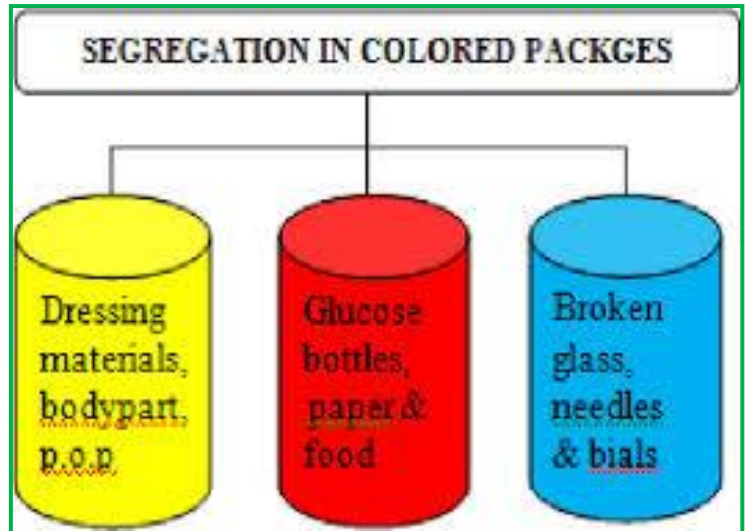 SEGREGATION IN COLORED PACKGES
Dressing
materials,
bodypart,
p.o.p
Glucose
bottles,
paper &
food
Broken
glass,
needles
& bials